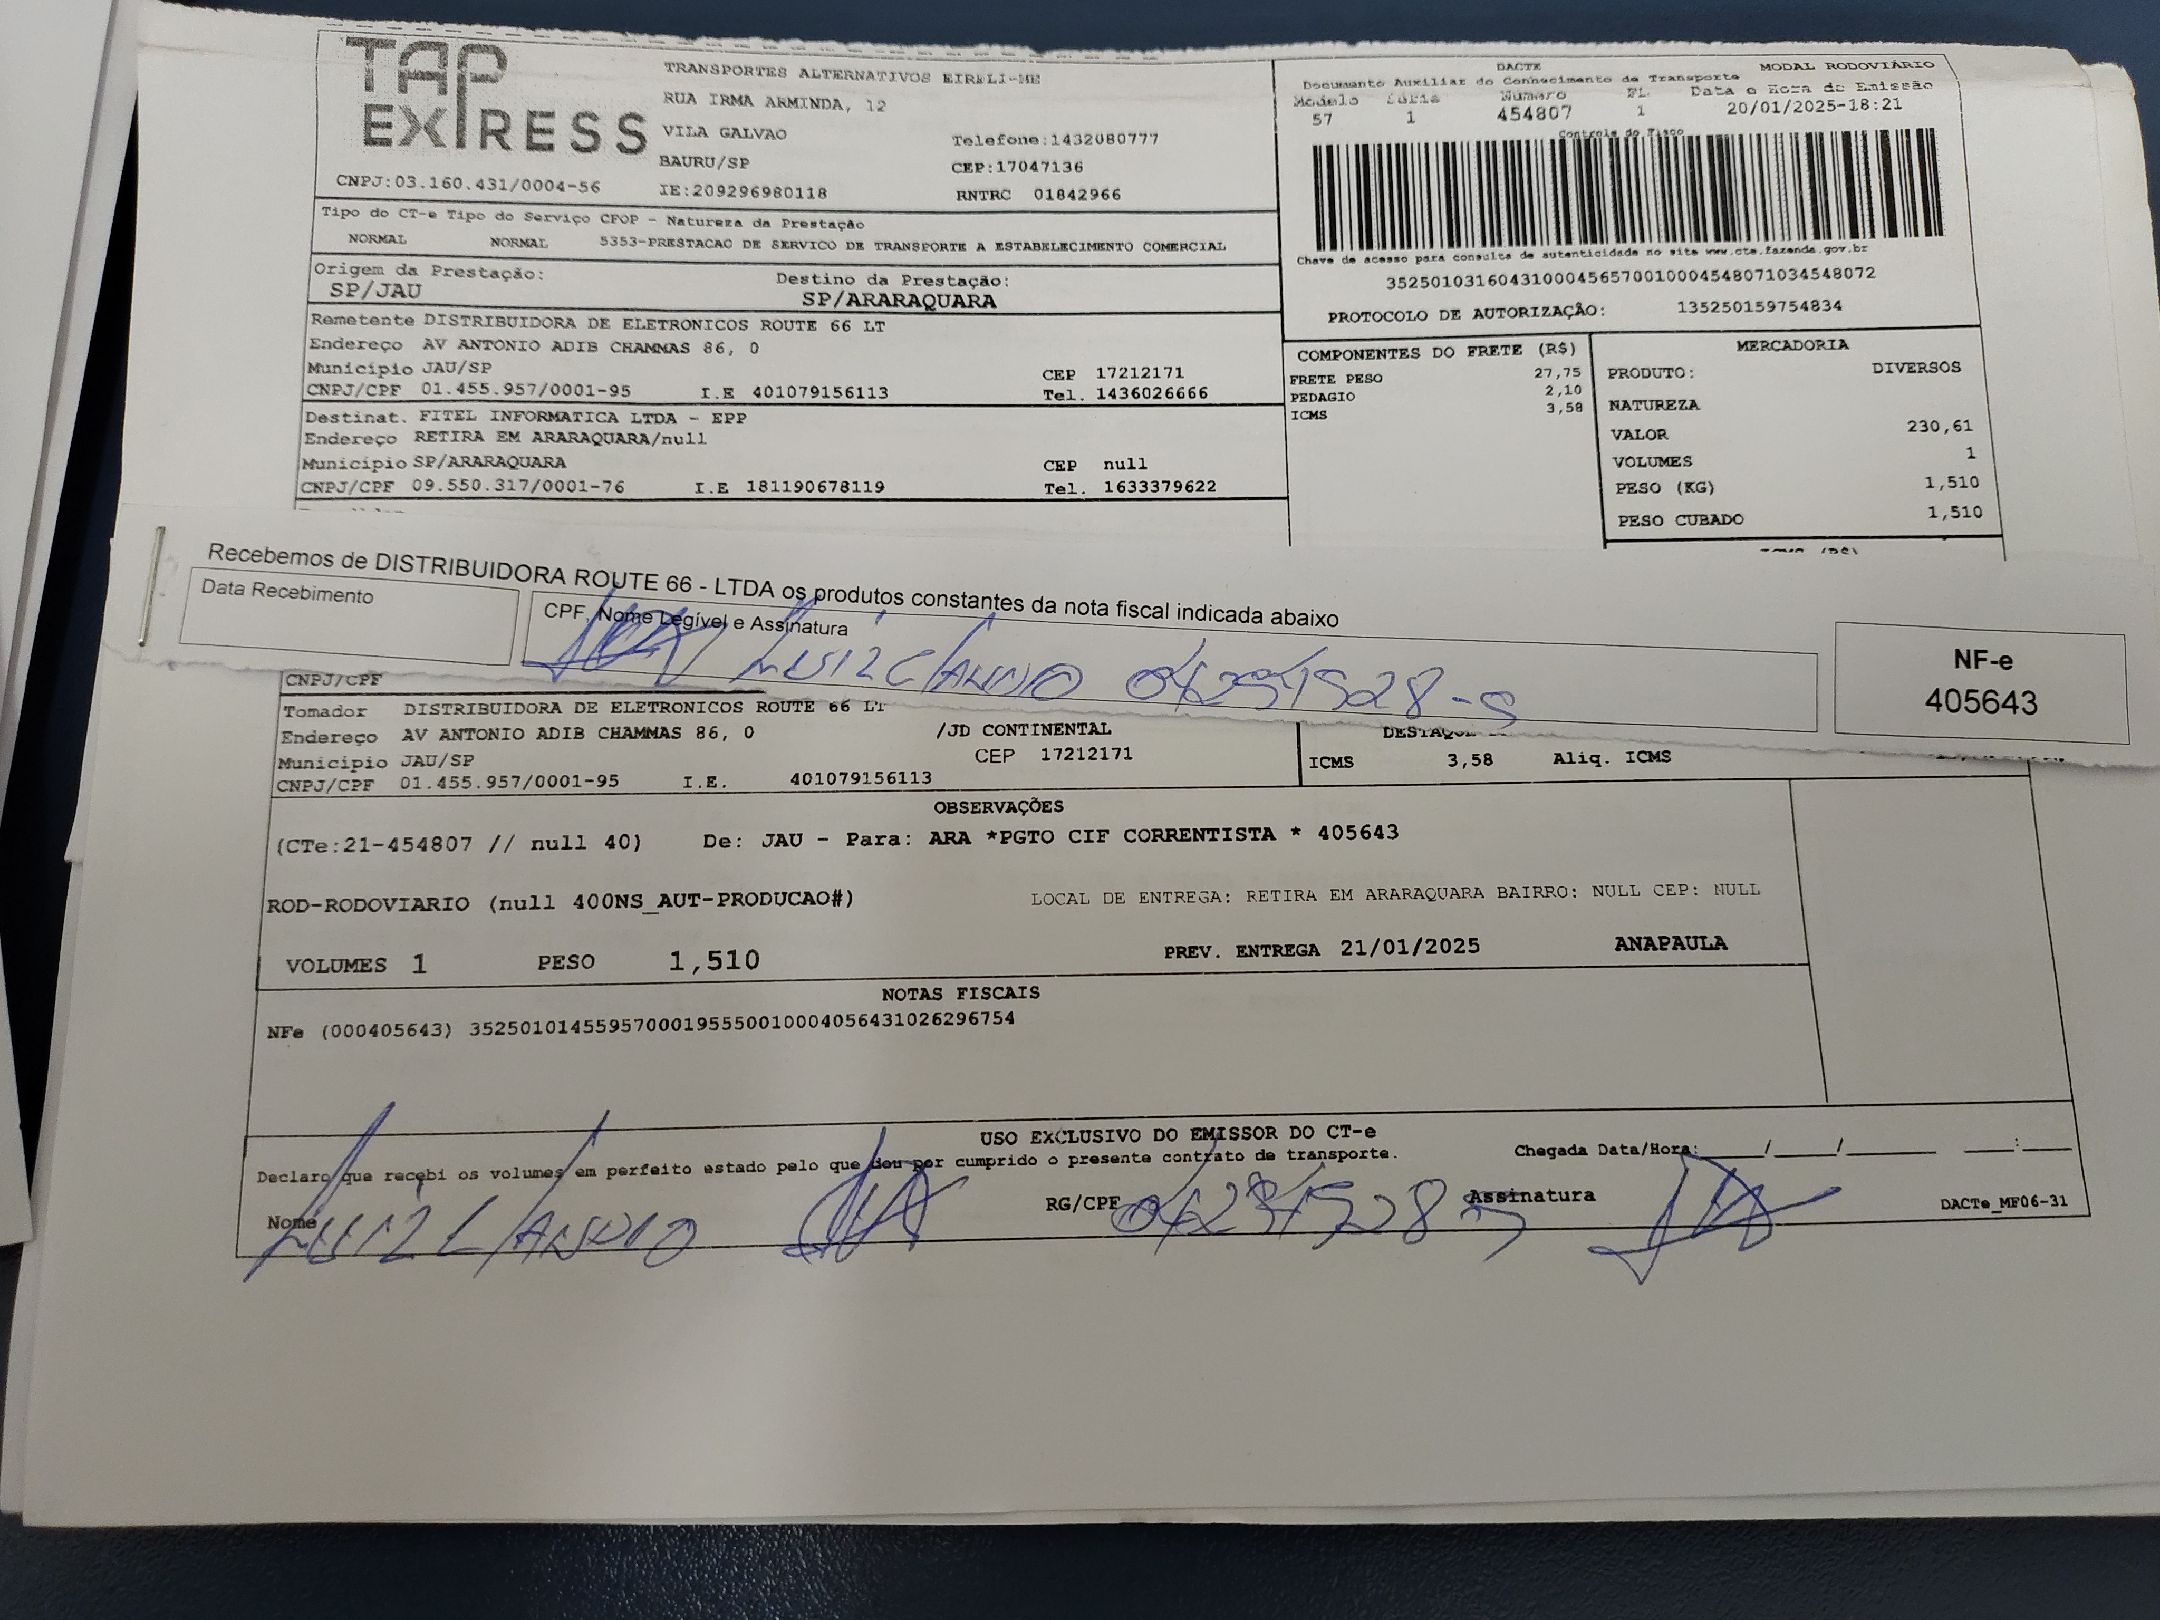 TAP EXPRESS
TRANSPORTES ALTERNATIVOS EIRELI-ME
RUA IRMA ARMINDA, 12
VILA GALVAO Telefone:1432080777
BAURU/SP CEP:17047136
CNPJ:03.160.431/0004-56 IE:209296980118 RNTRC 01842966
DACTE MODAL RODOVIÁRIO
Documento Auxiliar do Conhecimento de Transporte
Modelo Série Número FL Data e Hora de Emissão
57 1 454807 1 20/01/2025-18:21
Controle do Fisco
Chave de acesso para consulta de autenticidade no site www.cte.fazenda.gov.br
35250103160431000456570010004548071034548072
PROTOCOLO DE AUTORIZAÇÃO: 135250159754834
Tipo do CT-e Tipo do Serviço CFOP - Natureza da Prestação
NORMAL NORMAL 5353-PRESTACAO DE SERVICO DE TRANSPORTE A ESTABELECIMENTO COMERCIAL
Origem da Prestação: Destino da Prestação:
SP/JAU SP/ARARAQUARA
Remetente DISTRIBUIDORA DE ELETRONICOS ROUTE 66 LT
Endereço AV ANTONIO ADIB CHAMMAS 86, 0
Município JAU/SP CEP 17212171
CNPJ/CPF 01.455.957/0001-95 I.E 401079156113 Tel. 1436026666
Destinat. FITEL INFORMATICA LTDA - EPP
Endereço RETIRA EM ARARAQUARA/null
Município SP/ARARAQUARA CEP null
CNPJ/CPF 09.550.317/0001-76 I.E 181190678119 Tel. 1633379622
COMPONENTES DO FRETE (R$)
FRETE PESO 27,75
PEDAGIO 2,10
ICMS 3,58
MERCADORIA
PRODUTO: DIVERSOS
NATUREZA
VALOR 230,61
VOLUMES 1
PESO (KG) 1,510
PESO CUBADO 1,510
Recebemos de DISTRIBUIDORA ROUTE 66 - LTDA os produtos constantes da nota fiscal indicada abaixo
Data Recebimento
CPF, Nome Legível e Assinatura
NF-e
405643
CNPJ/CPF
Tomador DISTRIBUIDORA DE ELETRONICOS ROUTE 66 LT
Endereço AV ANTONIO ADIB CHAMMAS 86, 0 /JD CONTINENTAL
Município JAU/SP CEP 17212171
CNPJ/CPF 01.455.957/0001-95 I.E. 401079156113
ICMS 3,58 Aliq. ICMS
OBSERVAÇÕES
(CTe:21-454807 // null 40) De: JAU - Para: ARA *PGTO CIF CORRENTISTA * 405643
ROD-RODOVIARIO (null 400NS_AUT-PRODUCAO#) LOCAL DE ENTREGA: RETIRA EM ARARAQUARA BAIRRO: NULL CEP: NULL
VOLUMES 1 PESO 1,510 PREV. ENTREGA 21/01/2025 ANAPAULA
NOTAS FISCAIS
NFe (000405643) 35250101455957000195550010004056431026296754
USO EXCLUSIVO DO EMISSOR DO CT-e
Declaro que recebi os volumes em perfeito estado pelo que dou por cumprido o presente contrato de transporte.
Chegada Data/Hora: / / :
Nome RG/CPF Assinatura
DACTe_MF06-31